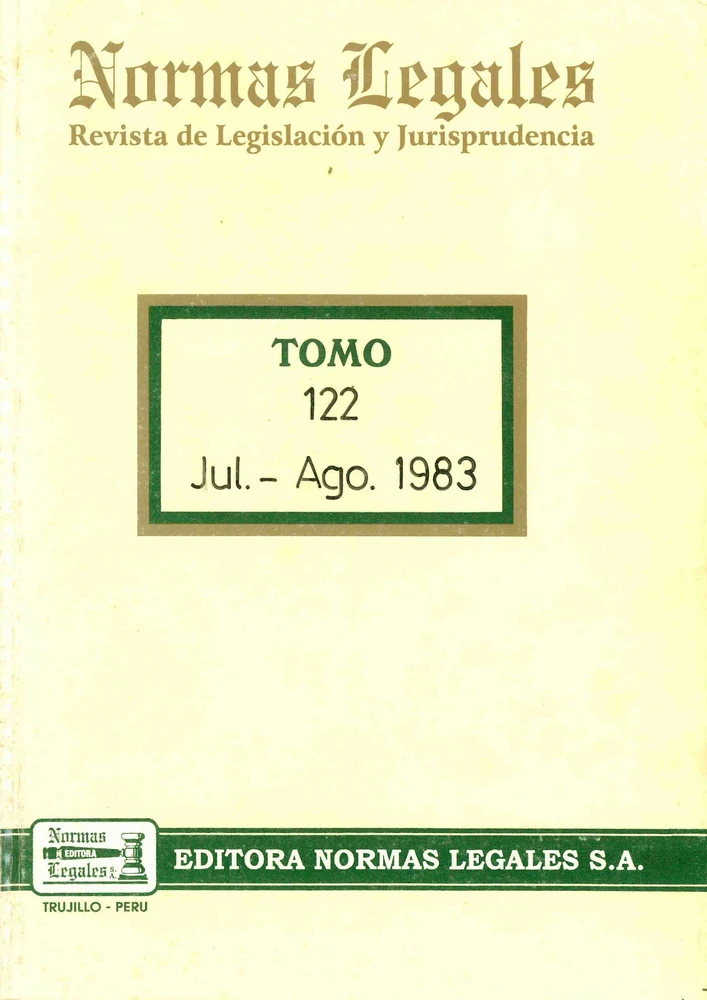 Normas Legales
Revista de Legislación y Jurisprudencia
TOMO
122
Jul. - Ago. 1983
Normas
EDITORA
Legales S.A.
EDITORA NORMAS LEGALES S.A.
TRUJILLO - PERU